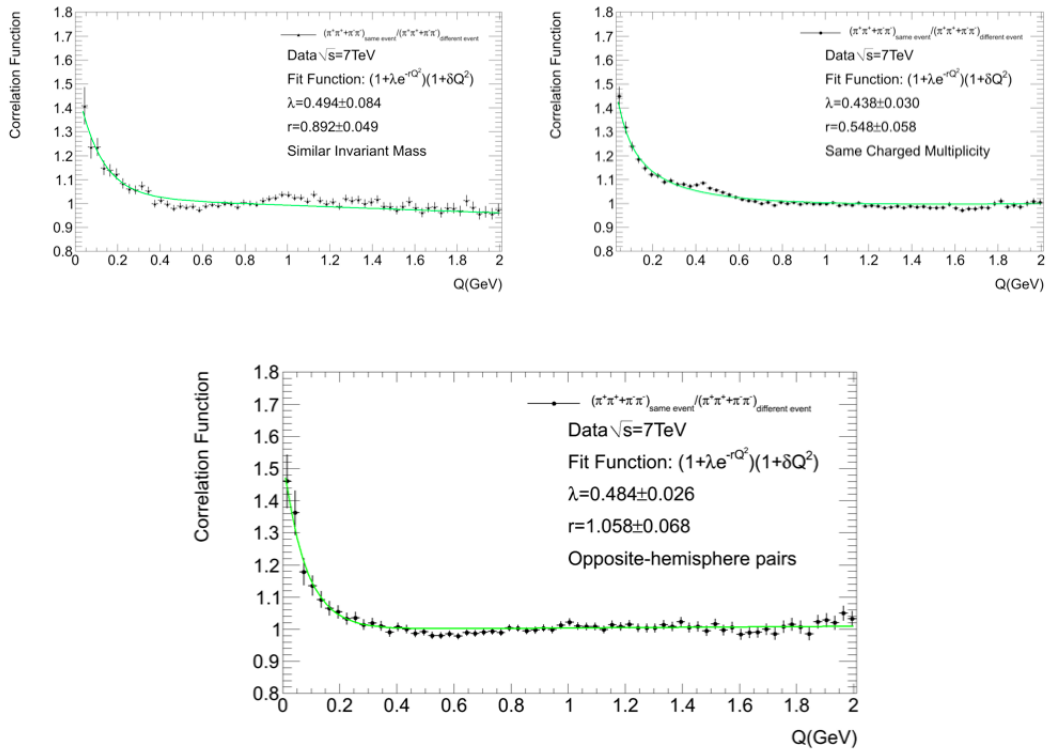 Correlation Function
1.8
1.7
1.6
1.5
1.4
1.3
1.2
1.1
1
0.9
0.8
0 0.2 0.4 0.6 0.8 1 1.2 1.4 1.6 1.8 2
Q(GeV)
(π⁺π⁺+π⁻π⁻)same event/(π⁺π⁺+π⁻π⁻)different event
Data√s=7TeV
Fit Function: (1+λe^-rQ²)(1+δQ²)
λ=0.494±0.084
r=0.892±0.049
Similar Invariant Mass
Correlation Function
1.8
1.7
1.6
1.5
1.4
1.3
1.2
1.1
1
0.9
0.8
0.2 0.4 0.6 0.8 1 1.2 1.4 1.6 1.8 2
Q(GeV)
(π⁺π⁺+π⁻π⁻)same event/(π⁺π⁺+π⁻π⁻)different event
Data√s=7TeV
Fit Function: (1+λe^-rQ²)(1+δQ²)
λ=0.438±0.030
r=0.548±0.058
Same Charged Multiplicity
Correlation Function
1.8
1.7
1.6
1.5
1.4
1.3
1.2
1.1
1
0.9
0.8
0 0.2 0.4 0.6 0.8 1 1.2 1.4 1.6 1.8 2
Q(GeV)
(π⁺π⁺+π⁻π⁻)same event/(π⁺π⁺+π⁻π⁻)different event
Data√s=7TeV
Fit Function: (1+λe^-rQ²)(1+δQ²)
λ=0.484±0.026
r=1.058±0.068
Opposite-hemisphere pairs